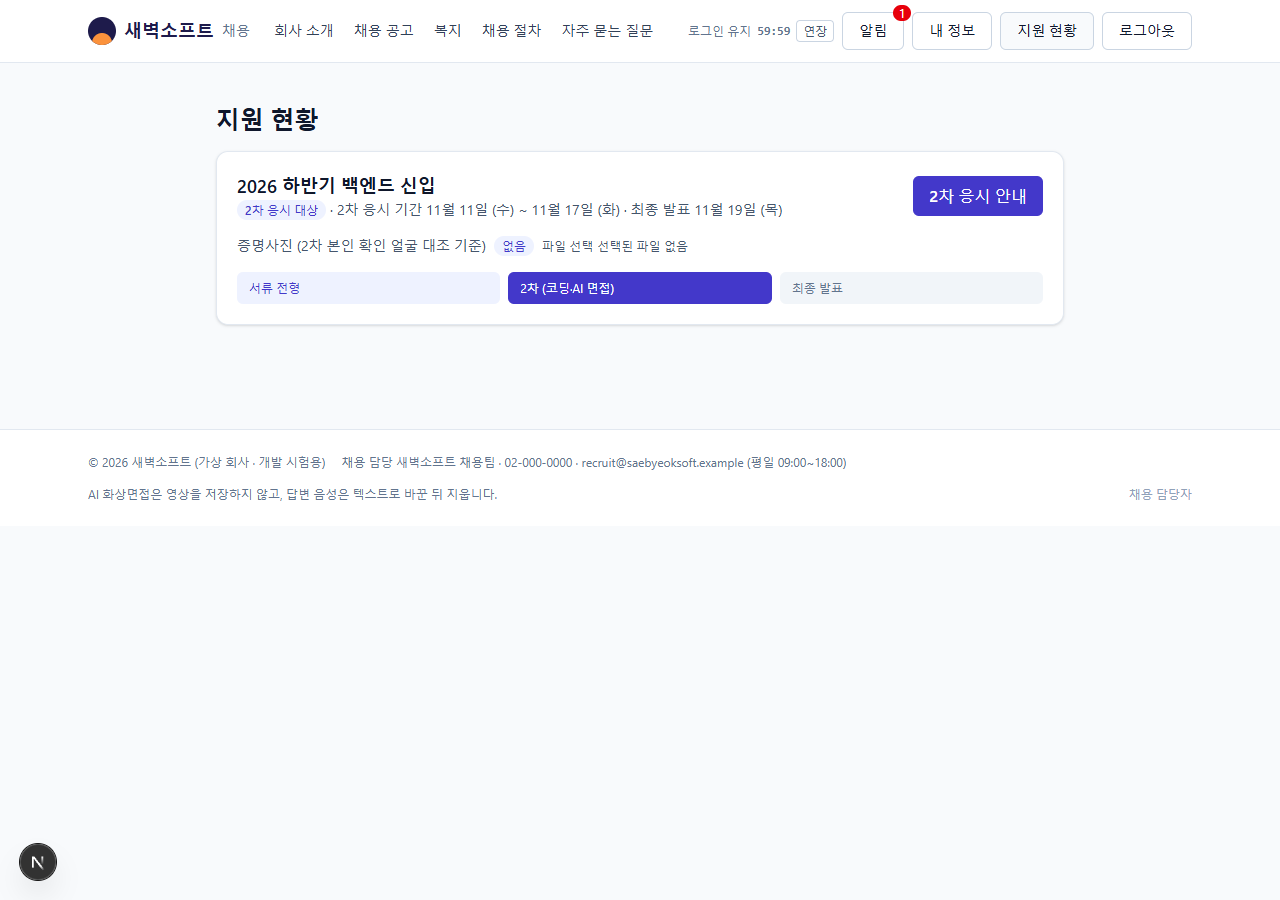 새벽소프트 채용 회사 소개 채용 공고 복지 채용 절차 자주 묻는 질문 로그인 유지 59:59 연장 알림 1 내 정보 지원 현황 로그아웃
지원 현황
2026 하반기 백엔드 신입
2차 응시 안내
2차 응시 대상 · 2차 응시 기간 11월 11일 (수) ~ 11월 17일 (화) · 최종 발표 11월 19일 (목)
증명사진 (2차 본인 확인 얼굴 대조 기준) 없음 파일 선택 선택된 파일 없음
서류 전형 2차 (코딩·AI 면접) 최종 발표
© 2026 새벽소프트 (가상 회사 · 개발 시험용) 채용 담당 새벽소프트 채용팀 · 02-000-0000 · recruit@saebyeoksoft.example (평일 09:00~18:00)
AI 화상면접은 영상을 저장하지 않고, 답변 음성은 텍스트로 바꾼 뒤 지웁니다. 채용 담당자
N